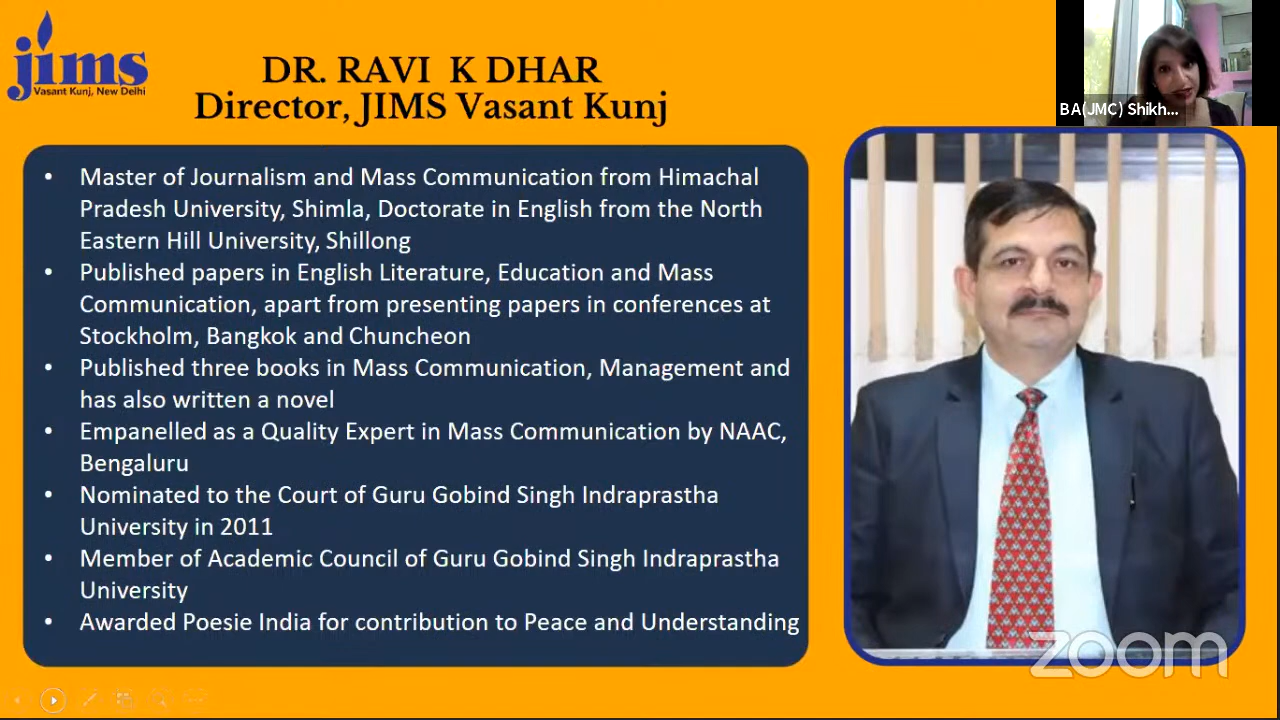 jims
Vasant Kunj, New Delhi
DR. RAVI K DHAR
Director, JIMS Vasant Kunj
BA(JMC) Shikh...
• Master of Journalism and Mass Communication from Himachal
Pradesh University, Shimla, Doctorate in English from the North
Eastern Hill University, Shillong
• Published papers in English Literature, Education and Mass
Communication, apart from presenting papers in conferences at
Stockholm, Bangkok and Chuncheon
• Published three books in Mass Communication, Management and
has also written a novel
• Empanelled as a Quality Expert in Mass Communication by NAAC,
Bengaluru
• Nominated to the Court of Guru Gobind Singh Indraprastha
University in 2011
• Member of Academic Council of Guru Gobind Singh Indraprastha
University
• Awarded Poesie India for contribution to Peace and Understanding
zoom